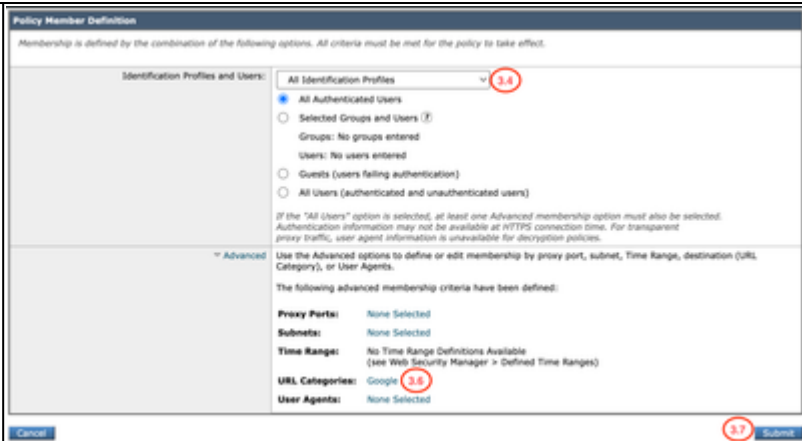 Policy Member Definition
Membership is defined by the combination of the following options. All criteria must be met for the policy to take effect.
Identification Profiles and Users:
All Identification Profiles
3.4
All Authenticated Users
Selected Groups and Users ?
Groups: No groups entered
Users: No users entered
Guests (users failing authentication)
All Users (authenticated and unauthenticated users)
If the "All Users" option is selected, at least one Advanced membership option must also be selected.
Authentication information may not be available at HTTPS connection time. For transparent
proxy traffic, user agent information is unavailable for decryption policies.
Advanced
Use the Advanced options to define or edit membership by proxy port, subnet, Time Range, destination (URL
Category), or User Agents.
The following advanced membership criteria have been defined:
Proxy Ports: None Selected
Subnets: None Selected
Time Range: No Time Range Definitions Available
(see Web Security Manager > Defined Time Ranges)
URL Categories: Google 3.6
User Agents: None Selected
Cancel
3.7 Submit